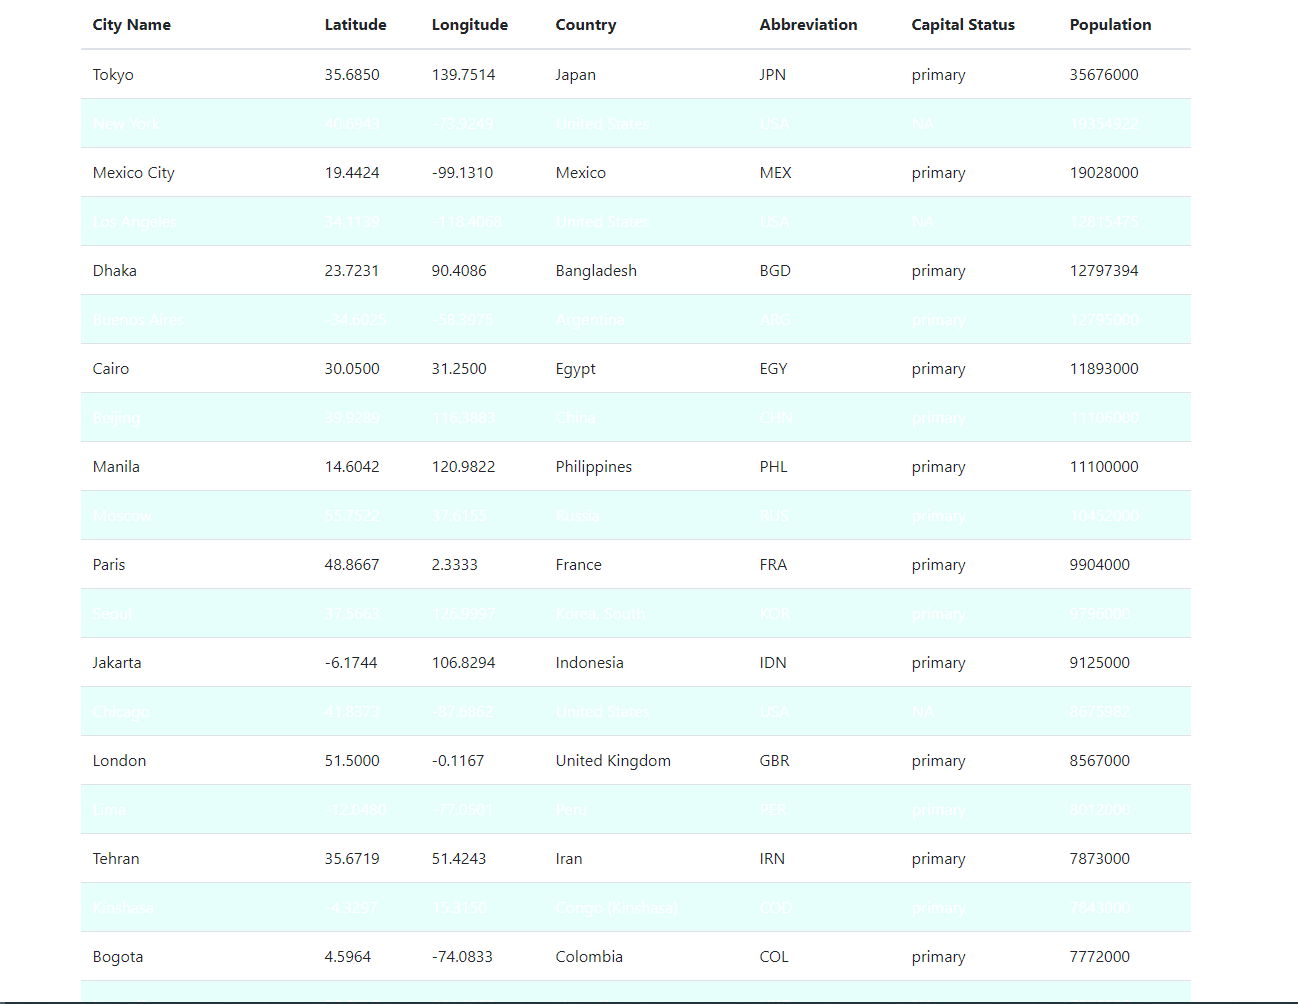 City Name Latitude Longitude Country Abbreviation Capital Status Population
Tokyo 35.6850 139.7514 Japan JPN primary 35676000
New York 40.6943 -73.9249 United States USA NA 19354922
Mexico City 19.4424 -99.1310 Mexico MEX primary 19028000
Los Angeles 34.1139 -118.4068 United States USA NA 12815475
Dhaka 23.7231 90.4086 Bangladesh BGD primary 12797394
Buenos Aires -34.6025 -58.3975 Argentina ARG primary 12795000
Cairo 30.0500 31.2500 Egypt EGY primary 11893000
Beijing 39.9289 116.3883 China CHN primary 11106000
Manila 14.6042 120.9822 Philippines PHL primary 11100000
Moscow 55.7522 37.6155 Russia RUS primary 10452000
Paris 48.8667 2.3333 France FRA primary 9904000
Seoul 37.5663 126.9997 Korea, South KOR primary 9796000
Jakarta -6.1744 106.8294 Indonesia IDN primary 9125000
Chicago 41.8373 -87.6862 United States USA NA 8675982
London 51.5000 -0.1167 United Kingdom GBR primary 8567000
Lima -12.0480 -77.0501 Peru PER primary 8012000
Tehran 35.6719 51.4243 Iran IRN primary 7873000
Kinshasa -4.3297 15.3150 Congo (Kinshasa) COD primary 7843000
Bogota 4.5964 -74.0833 Colombia COL primary 7772000